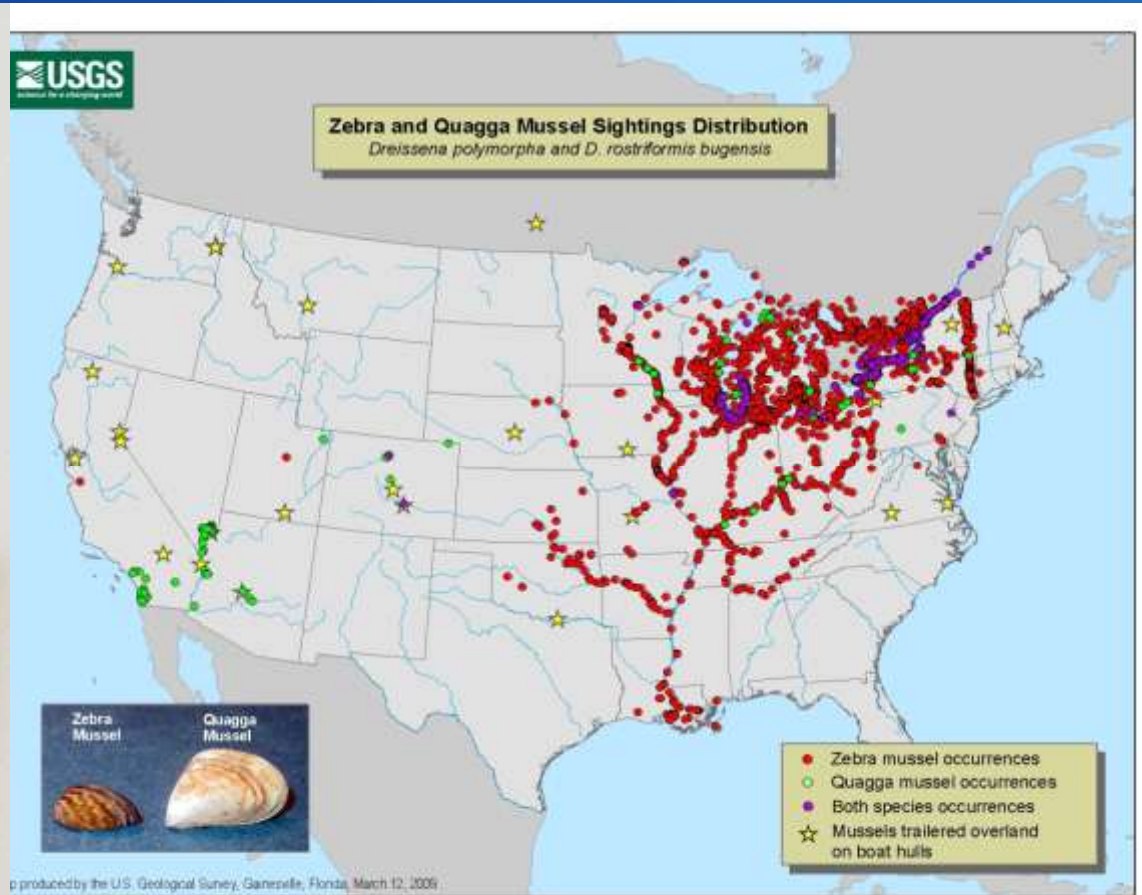 USGS
science for a changing world
Zebra and Quagga Mussel Sightings Distribution
Dreissena polymorpha and D. rostriformis bugensis
Zebra
Mussel
Quagga
Mussel
Zebra mussel occurrences
Quagga mussel occurrences
Both species occurrences
Mussels trailered overland
on boat hulls
p produced by the U.S. Geological Survey, Gainesville, Florida, March 12, 2009